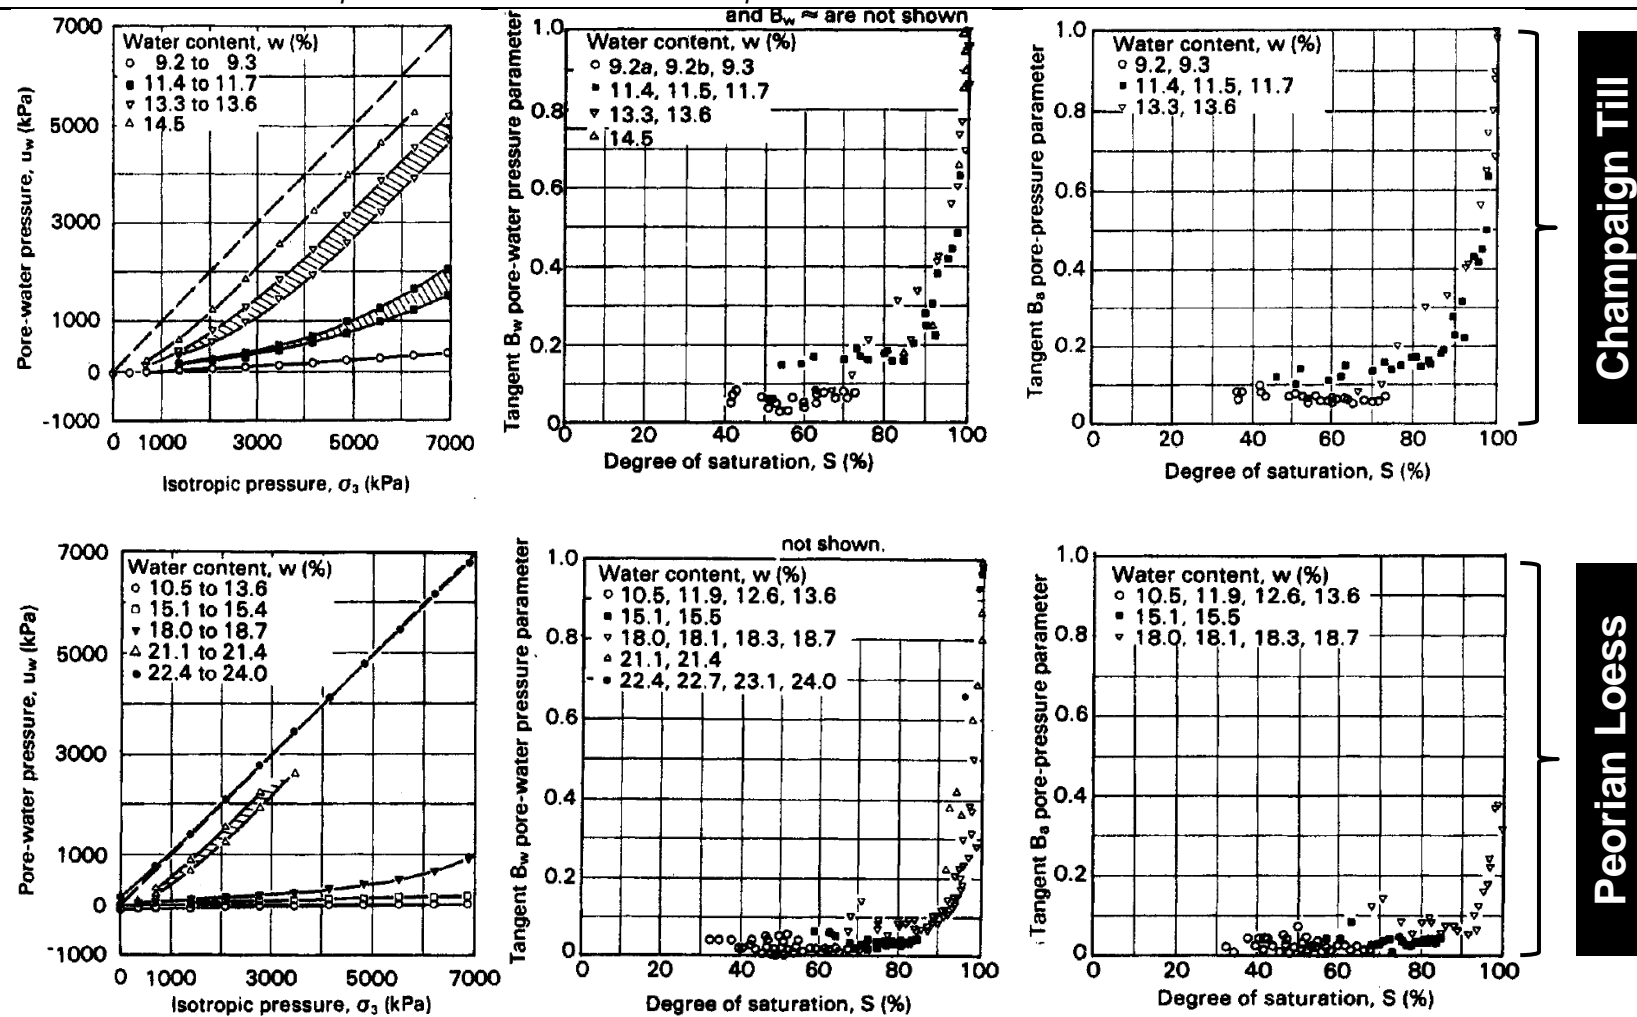 and Bw ≈ are not shown
7000
5000
3000
1000
0
-1000
Pore-water pressure, uw (kPa)
Water content, w (%)
9.2 to 9.3
11.4 to 11.7
13.3 to 13.6
14.5
0 1000 3000 5000 7000
Isotropic pressure, σ3 (kPa)
1.0
0.8
0.6
0.4
0.2
0
Tangent Bw pore-water pressure parameter
Water content, w (%)
9.2a, 9.2b, 9.3
11.4, 11.5, 11.7
13.3, 13.6
14.5
0 20 40 60 80 100
Degree of saturation, S (%)
1.0
0.8
0.6
0.4
0.2
0
Tangent Ba pore-pressure parameter
Water content, w (%)
9.2, 9.3
11.4, 11.5, 11.7
13.3, 13.6
0 20 40 60 80 100
Degree of saturation, S (%)
Champaign Till
7000
5000
3000
1000
0
-1000
Pore-water pressure, uw (kPa)
Water content, w (%)
10.5 to 13.6
15.1 to 15.4
18.0 to 18.7
21.1 to 21.4
22.4 to 24.0
0 1000 3000 5000 7000
Isotropic pressure, σ3 (kPa)
not shown.
1.0
0.8
0.6
0.4
0.2
0
Tangent Bw pore-water pressure parameter
Water content, w (%)
10.5, 11.9, 12.6, 13.6
15.1, 15.5
18.0, 18.1, 18.3, 18.7
21.1, 21.4
22.4, 22.7, 23.1, 24.0
0 20 40 60 80 100
Degree of saturation, S (%)
1.0
0.8
0.6
0.4
0.2
0
Tangent Ba pore-pressure parameter
Water content, w (%)
10.5, 11.9, 12.6, 13.6
15.1, 15.5
18.0, 18.1, 18.3, 18.7
0 20 40 60 80 100
Degree of saturation, S (%)
Peorian Loess